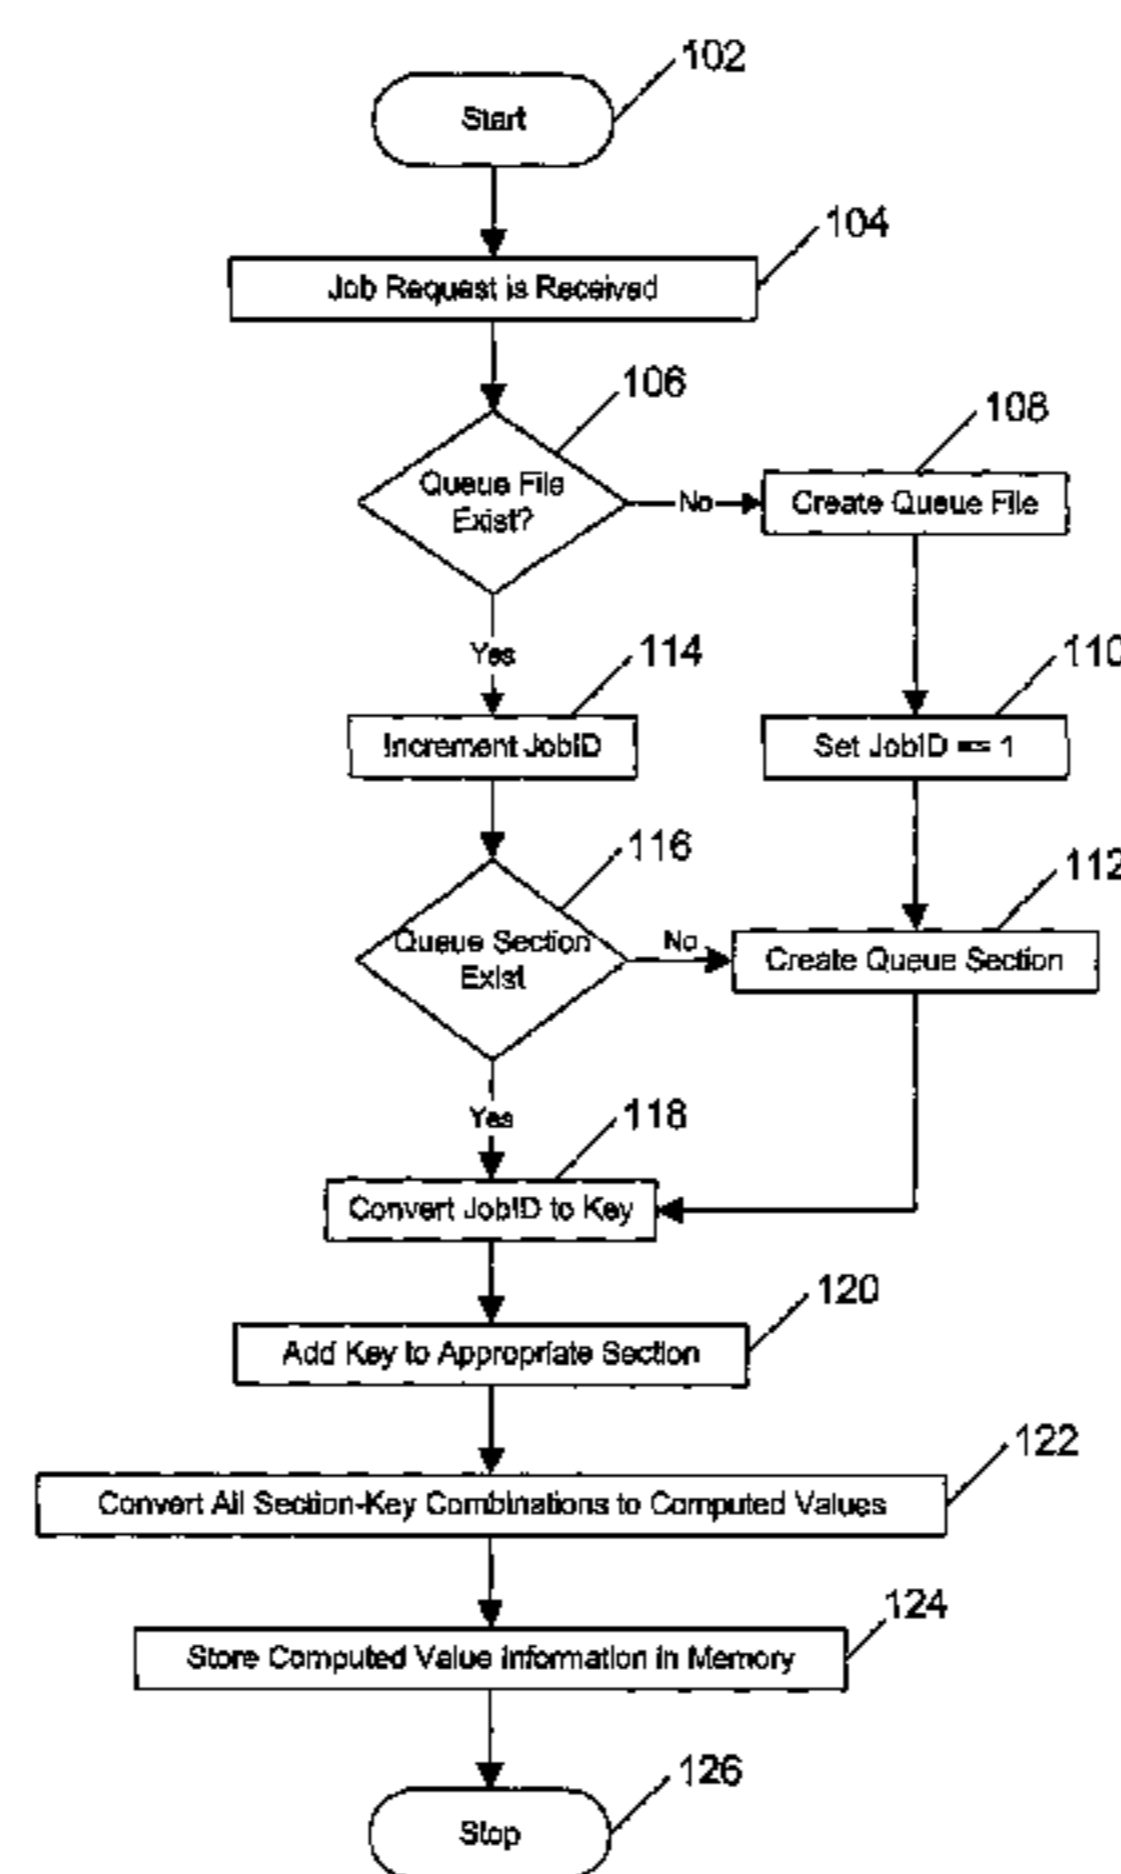 102
Start
104
Job Request is Received
106
Queue File
Exist?
No
108
Create Queue File
Yes
114
Increment JobID
110
Set JobID == 1
116
Queue Section
Exist
No
112
Create Queue Section
Yes
118
Convert JobID to Key
120
Add Key to Appropriate Section
122
Convert All Section-Key Combinations to Computed Values
124
Store Computed Value Information in Memory
126
Stop